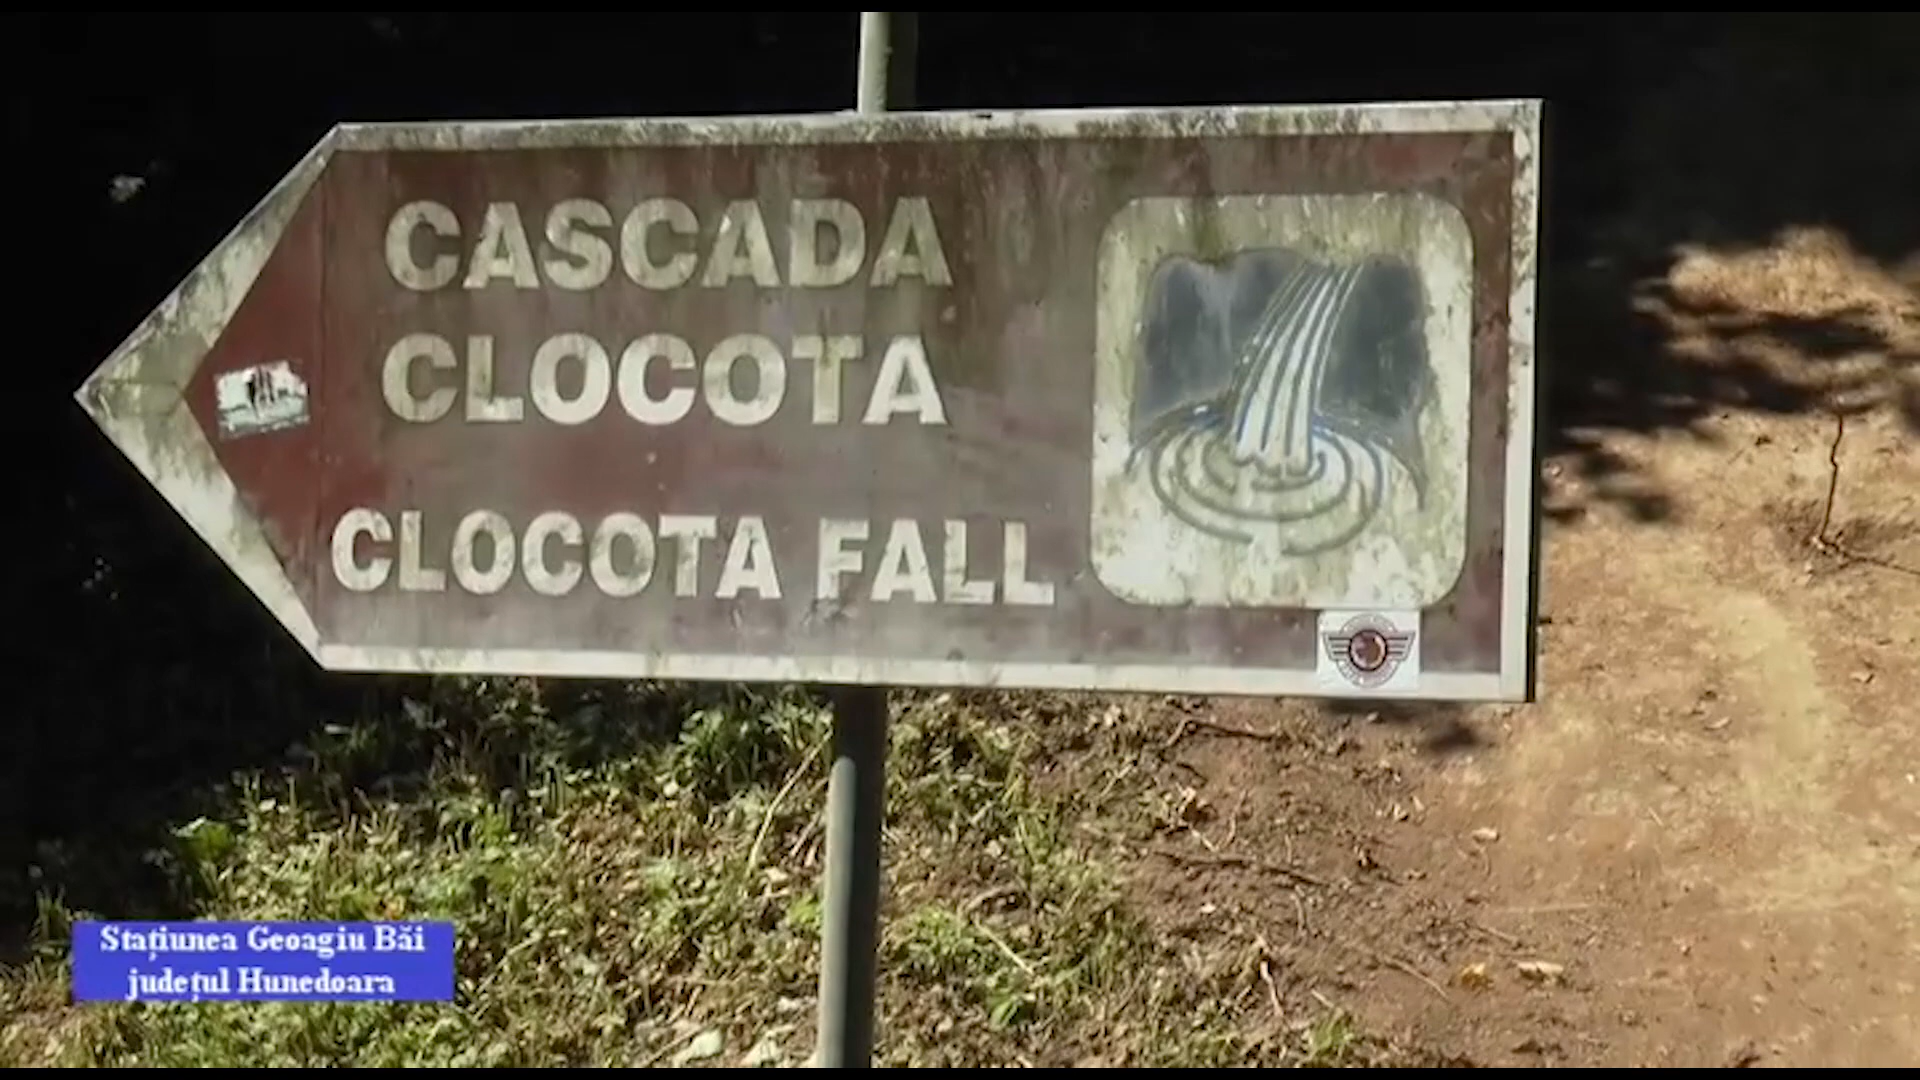 CASCADA
CLOCOTA
CLOCOTA FALL
Stațiunea Geoagiu Băi
județul Hunedoara